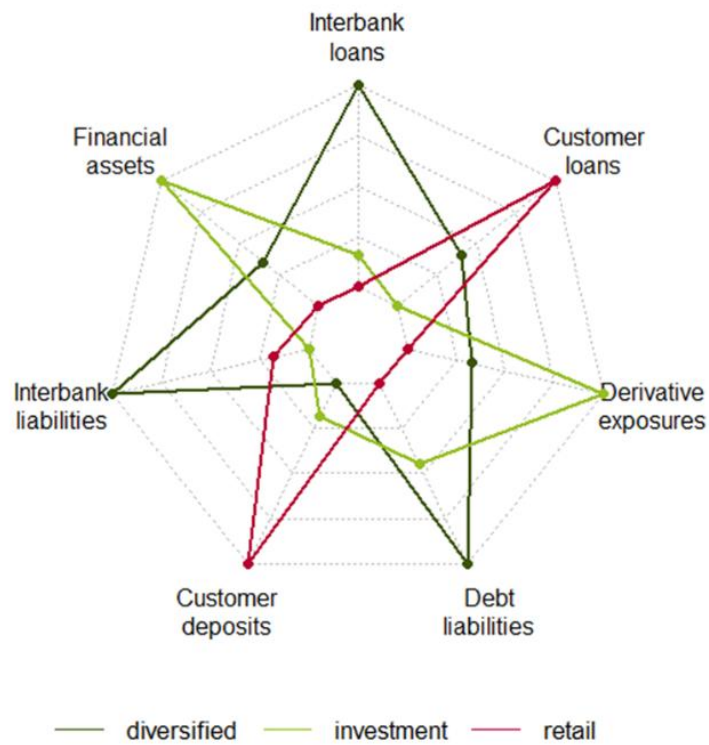 Interbank
loans
Financial
assets
Customer
loans
Interbank
liabilities
Derivative
exposures
Customer
deposits
Debt
liabilities
diversified investment retail